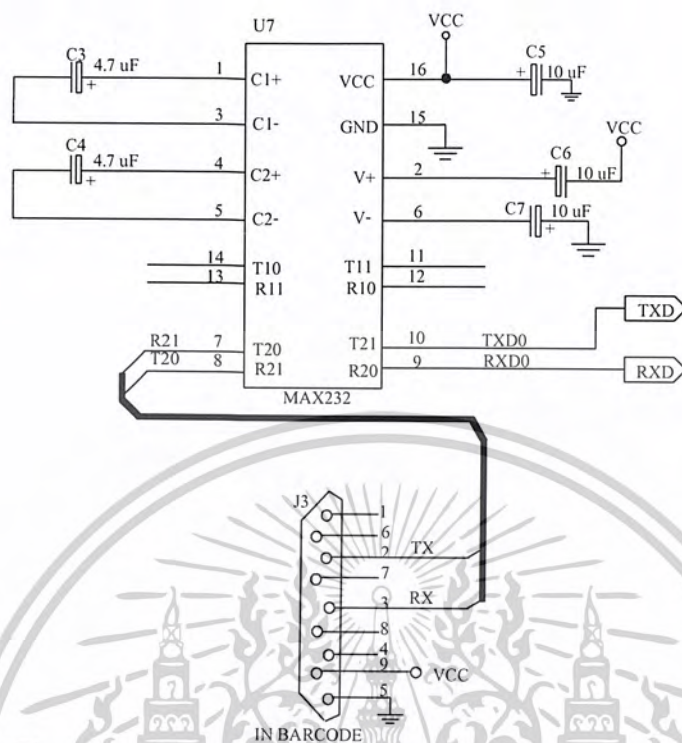 U7
VCC
C3
4.7 uF
+
1
C1+
VCC
16
+
C5
10 uF
3
C1-
GND
15
C4
4.7 uF
+
4
C2+
V+
2
+
C6
10 uF
VCC
5
C2-
V-
6
C7
10 uF
+
14
T10
T11
11
13
R11
R10
12
R21
7
T20
T21
10
TXD0
TXD
T20
8
R21
R20
9
RXD0
RXD
MAX232
J3
1
6
2
TX
7
3
RX
8
4
9
VCC
5
IN BARCODE